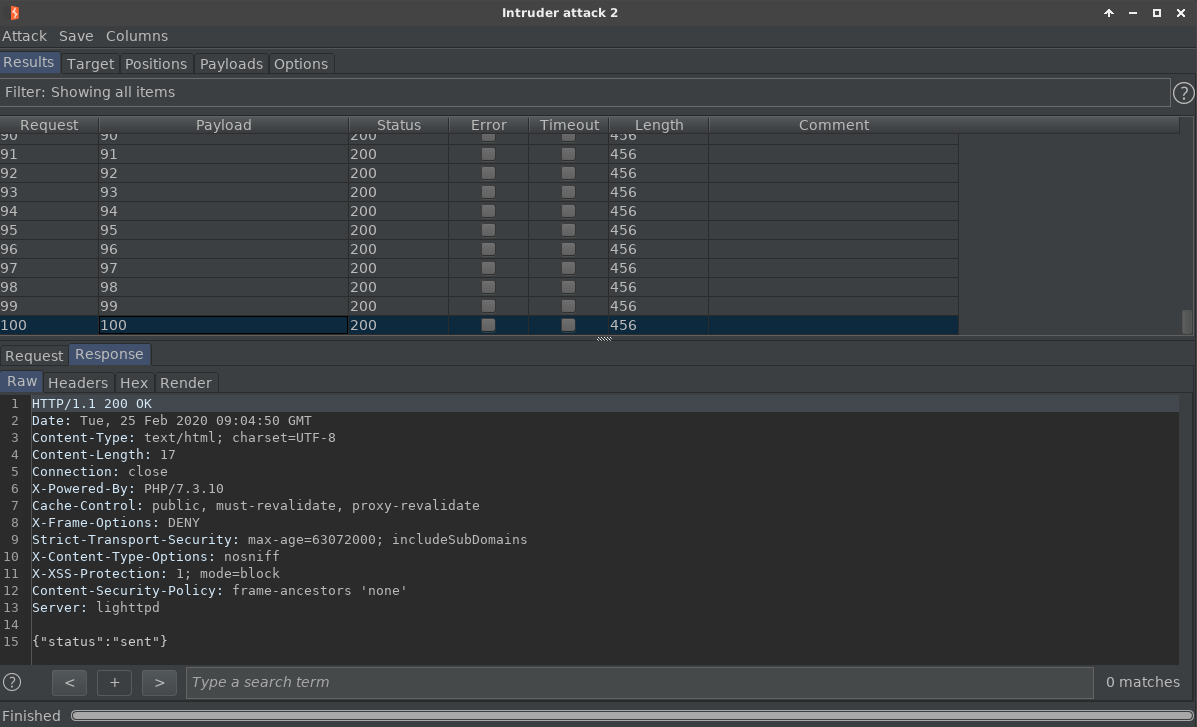 Intruder attack 2
Attack Save Columns
Results Target Positions Payloads Options
Filter: Showing all items ?
Request Payload Status Error Timeout Length Comment
90 90 200 456
91 91 200 456
92 92 200 456
93 93 200 456
94 94 200 456
95 95 200 456
96 96 200 456
97 97 200 456
98 98 200 456
99 99 200 456
100 100 200 456
Request Response
Raw Headers Hex Render
1 HTTP/1.1 200 OK
2 Date: Tue, 25 Feb 2020 09:04:50 GMT
3 Content-Type: text/html; charset=UTF-8
4 Content-Length: 17
5 Connection: close
6 X-Powered-By: PHP/7.3.10
7 Cache-Control: public, must-revalidate, proxy-revalidate
8 X-Frame-Options: DENY
9 Strict-Transport-Security: max-age=63072000; includeSubDomains
10 X-Content-Type-Options: nosniff
11 X-XSS-Protection: 1; mode=block
12 Content-Security-Policy: frame-ancestors 'none'
13 Server: lighttpd
14
15 {"status":"sent"}
? < + > Type a search term 0 matches
Finished